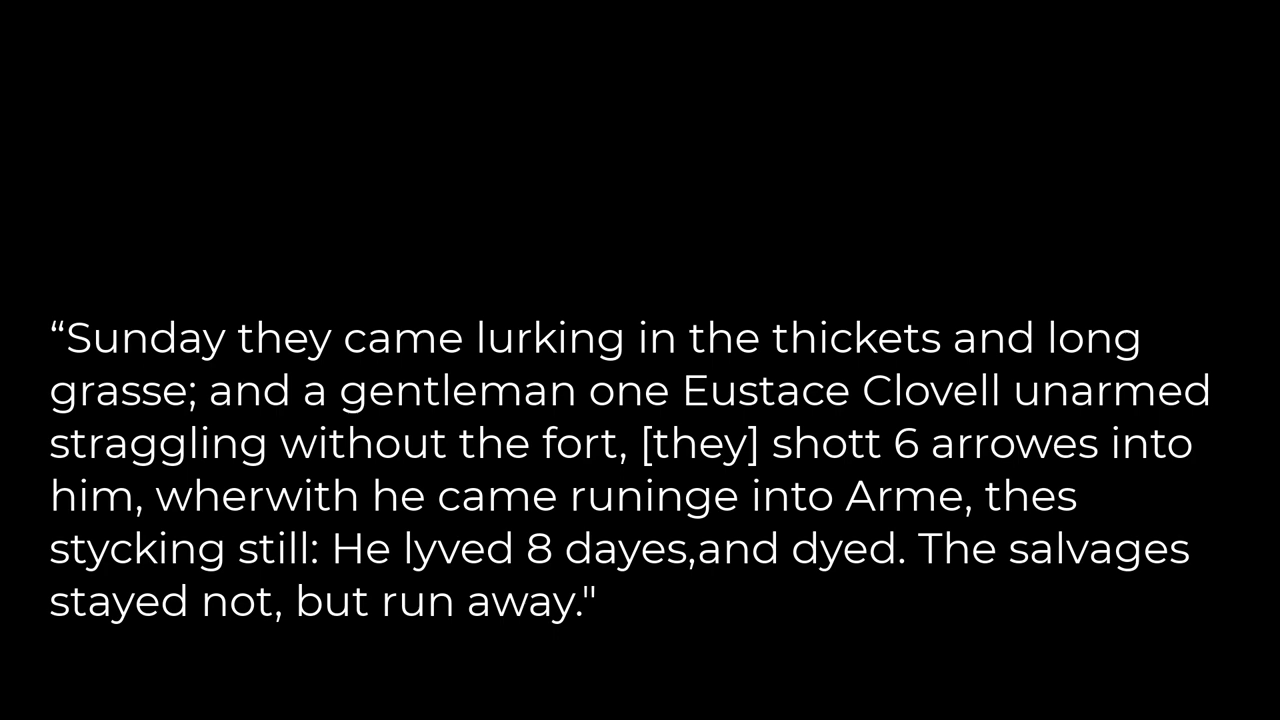 “Sunday they came lurking in the thickets and long
grasse; and a gentleman one Eustace Clovell unarmed
straggling without the fort, [they] shott 6 arrowes into
him, wherwith he came runinge into Arme, thes
stycking still: He lyved 8 dayes,and dyed. The salvages
stayed not, but run away."